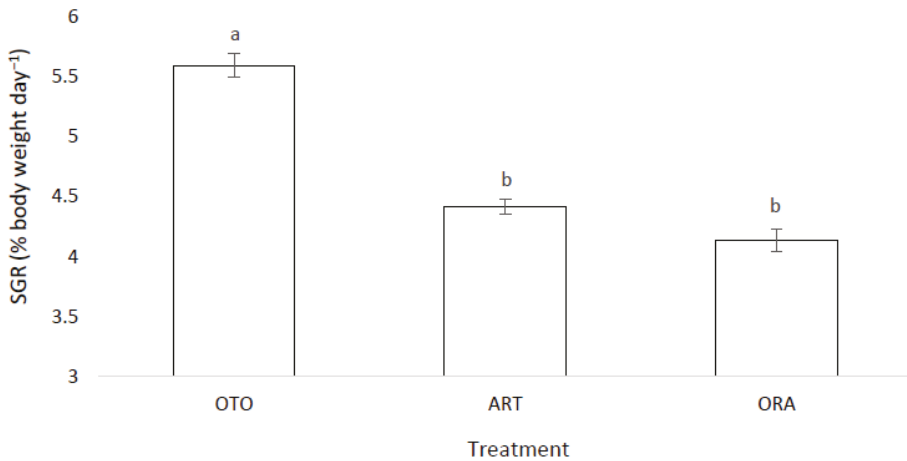 SGR (% body weight day⁻¹)
6
5.5
5
4.5
4
3.5
3
a
b
b
OTO ART ORA
Treatment